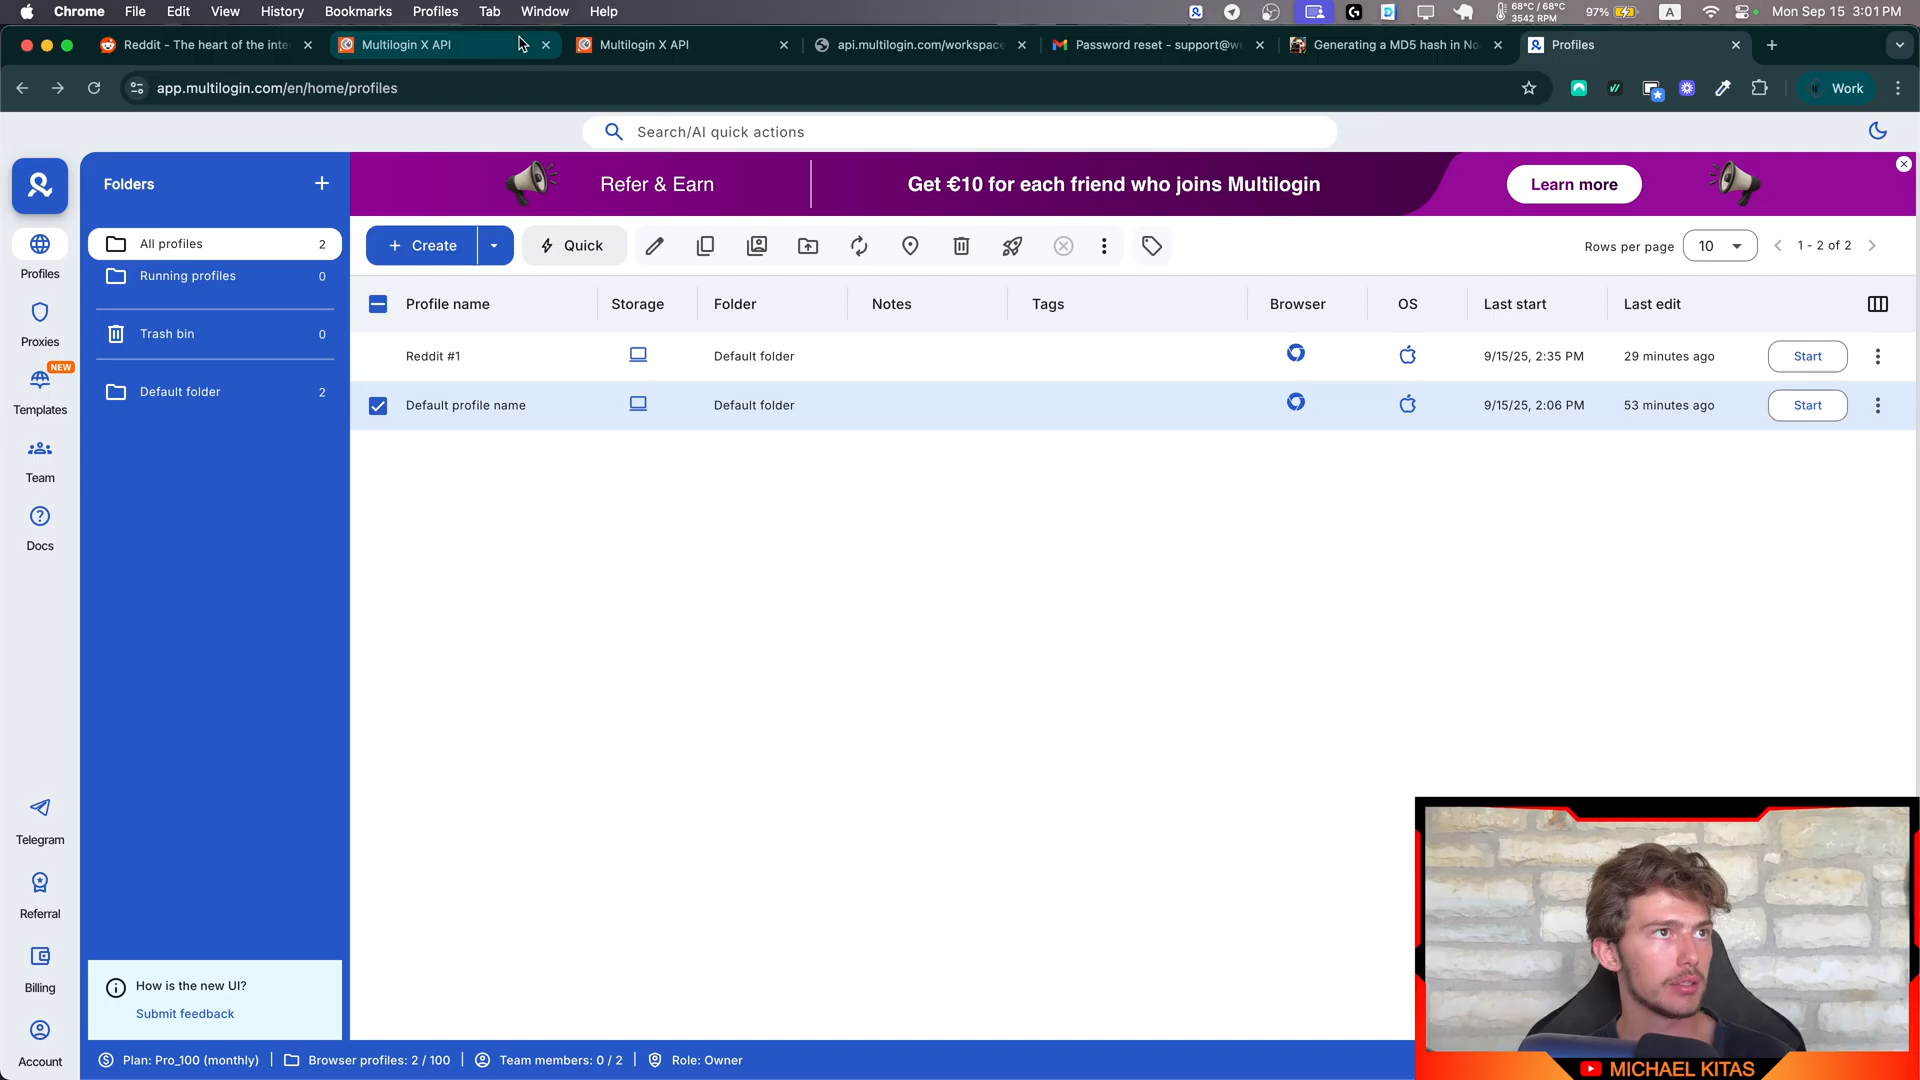 Chrome File Edit View History Bookmarks Profiles Tab Window Help
68°C / 68°C
3542 RPM
97% A Mon Sep 15 3:01 PM
Reddit - The heart of the inte
Multilogin X API
Multilogin X API
api.multilogin.com/workspace
Password reset - support@w
Generating a MD5 hash in No
Profiles
app.multilogin.com/en/home/profiles
Work
Search/AI quick actions
Folders
Refer & Earn
Get €10 for each friend who joins Multilogin
Learn more
All profiles 2
Running profiles 0
Trash bin 0
Default folder 2
Profiles
Proxies
NEW
Templates
Team
Docs
Telegram
Referral
Billing
Account
+ Create
Quick
Rows per page 10 1 - 2 of 2
Profile name Storage Folder Notes Tags Browser OS Last start Last edit
Reddit #1 Default folder 9/15/25, 2:35 PM 29 minutes ago Start
Default profile name Default folder 9/15/25, 2:06 PM 53 minutes ago Start
How is the new UI?
Submit feedback
Plan: Pro_100 (monthly) Browser profiles: 2 / 100 Team members: 0 / 2 Role: Owner
MICHAEL KITAS